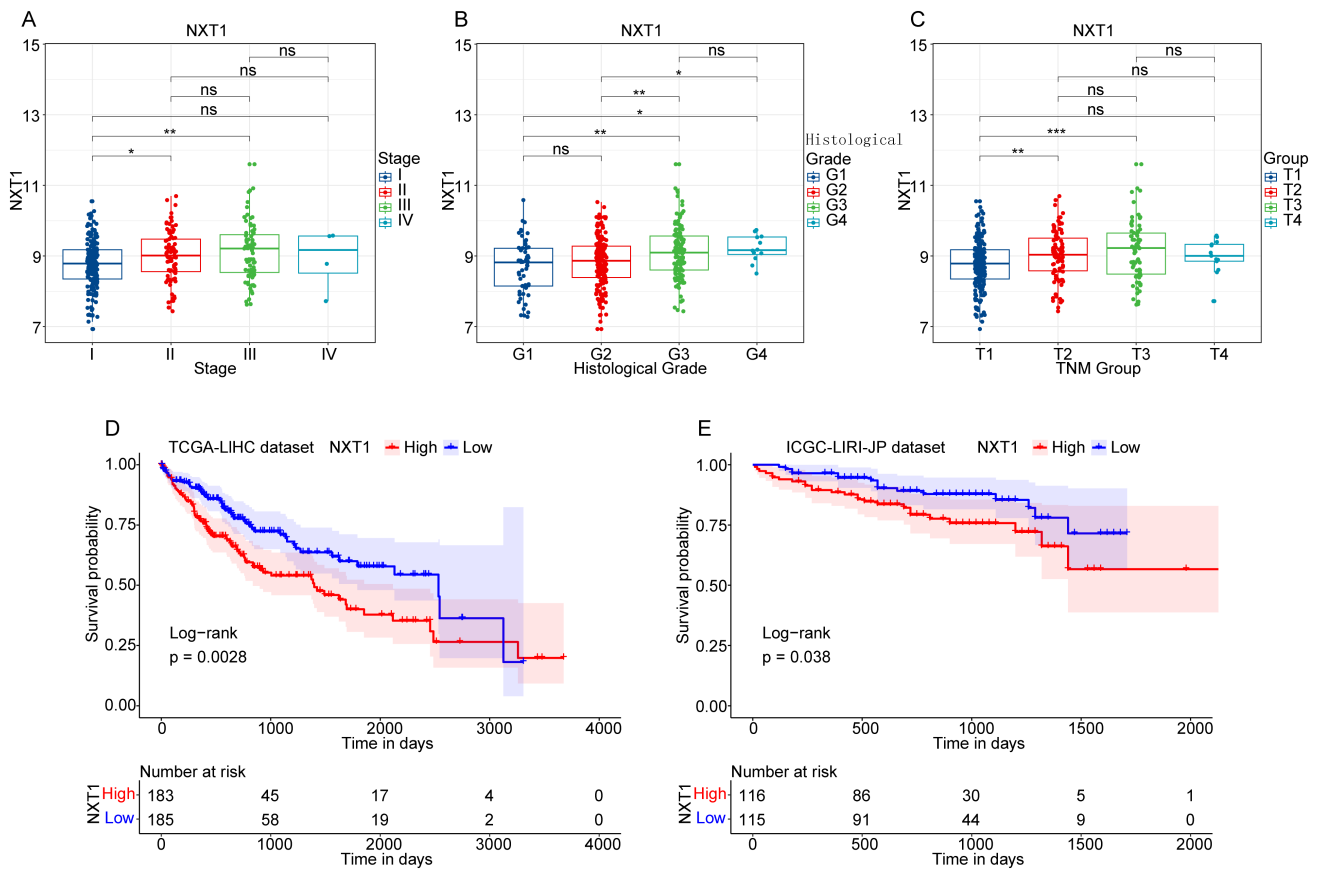 A
NXT1
15
13
11
9
7
NXT1
ns
ns
ns
ns
**
*
I
II
III
IV
Stage
Stage
I
II
III
IV
B
NXT1
15
13
11
9
7
NXT1
ns
*
**
*
**
ns
G1
G2
G3
G4
Histological Grade
Histological
Grade
G1
G2
G3
G4
C
NXT1
15
13
11
9
7
NXT1
ns
ns
ns
ns
***
**
T1
T2
T3
T4
TNM Group
Group
T1
T2
T3
T4
D
TCGA-LIHC dataset NXT1 High Low
1.00
0.75
0.50
0.25
0.00
Survival probability
Log-rank
p = 0.0028
0 1000 2000 3000 4000
Time in days
Number at risk
NXT1
High 183 45 17 4 0
Low 185 58 19 2 0
0 1000 2000 3000 4000
Time in days
E
ICGC-LIRI-JP dataset NXT1 High Low
1.00
0.75
0.50
0.25
0.00
Survival probability
Log-rank
p = 0.038
0 500 1000 1500 2000
Time in days
Number at risk
NXT1
High 116 86 30 5 1
Low 115 91 44 9 0
0 500 1000 1500 2000
Time in days